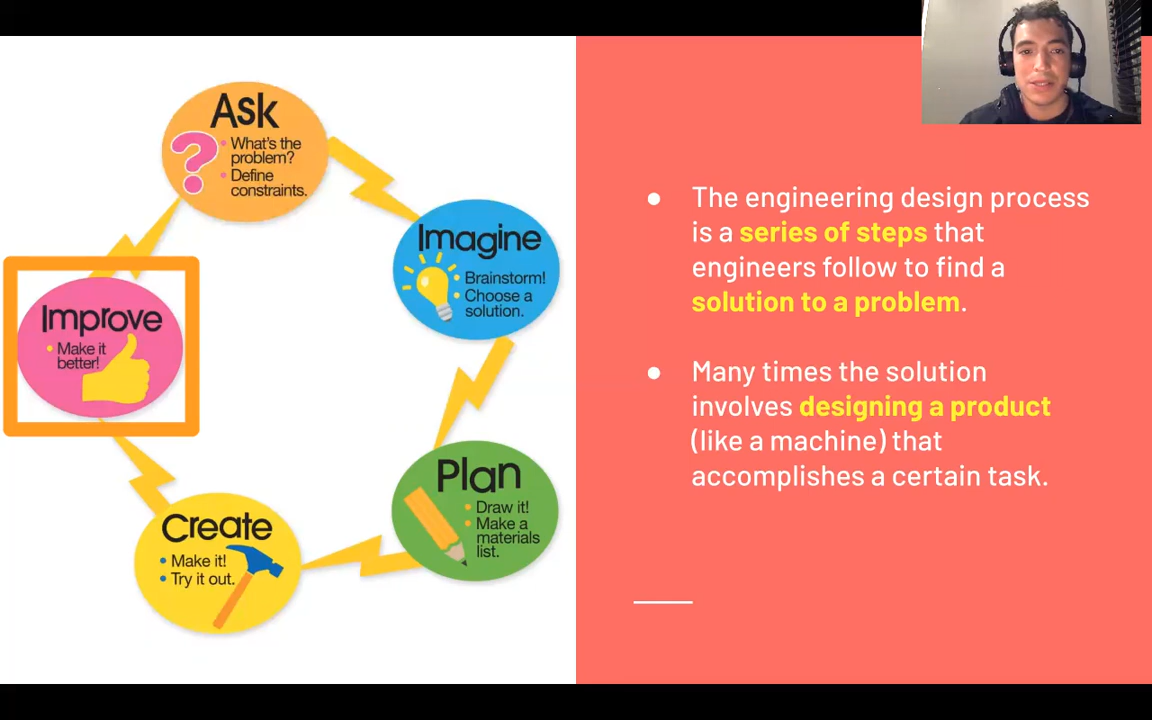 Ask
• What's the
problem?
• Define
constraints.
Imagine
• Brainstorm!
• Choose a
solution.
Plan
• Draw it!
• Make a
materials
list.
Create
• Make it!
• Try it out.
Improve
• Make it
better!
● The engineering design process
is a series of steps that
engineers follow to find a
solution to a problem.
● Many times the solution
involves designing a product
(like a machine) that
accomplishes a certain task.